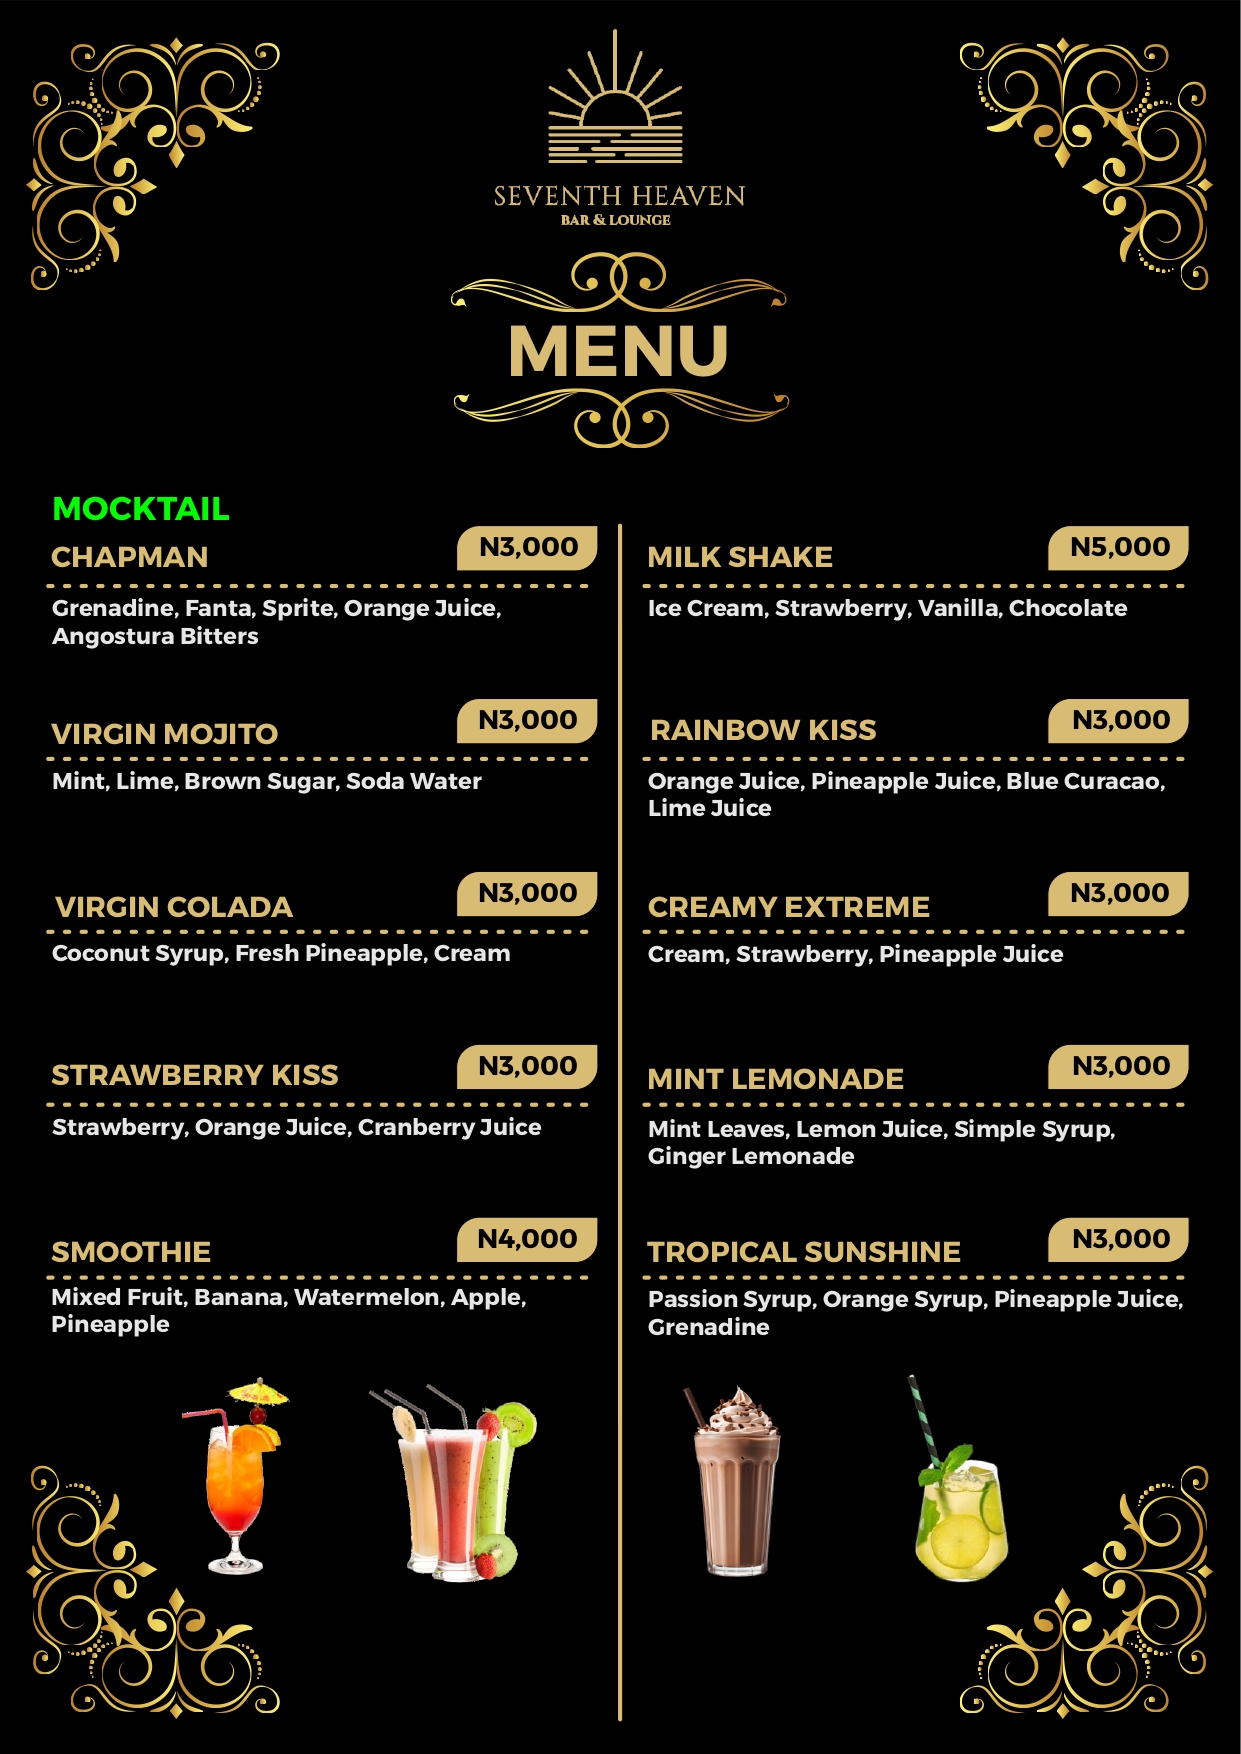 SEVENTH HEAVEN
BAR & LOUNGE
MENU
MOCKTAIL
CHAPMAN
N3,000
Grenadine, Fanta, Sprite, Orange Juice,
Angostura Bitters
VIRGIN MOJITO
N3,000
Mint, Lime, Brown Sugar, Soda Water
VIRGIN COLADA
N3,000
Coconut Syrup, Fresh Pineapple, Cream
STRAWBERRY KISS
N3,000
Strawberry, Orange Juice, Cranberry Juice
SMOOTHIE
N4,000
Mixed Fruit, Banana, Watermelon, Apple,
Pineapple
MILK SHAKE
N5,000
Ice Cream, Strawberry, Vanilla, Chocolate
RAINBOW KISS
N3,000
Orange Juice, Pineapple Juice, Blue Curacao,
Lime Juice
CREAMY EXTREME
N3,000
Cream, Strawberry, Pineapple Juice
MINT LEMONADE
N3,000
Mint Leaves, Lemon Juice, Simple Syrup,
Ginger Lemonade
TROPICAL SUNSHINE
N3,000
Passion Syrup, Orange Syrup, Pineapple Juice,
Grenadine